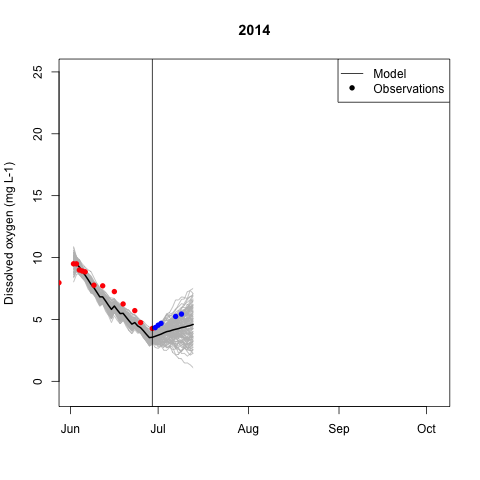 2014
Model
Observations
Dissolved oxygen (mg L-1)
25
20
15
10
5
0
Jun
Jul
Aug
Sep
Oct